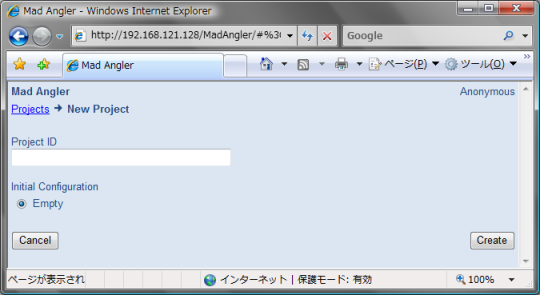 Mad Angler - Windows Internet Explorer
http://192.168.121.128/MadAngler/#%3(
Google
Mad Angler
ページ(P)
ツール(O)
Mad Angler
Anonymous
Projects → New Project
Project ID
Initial Configuration
Empty
Cancel
Create
ページが表示され
インターネット | 保護モード: 有効
100%